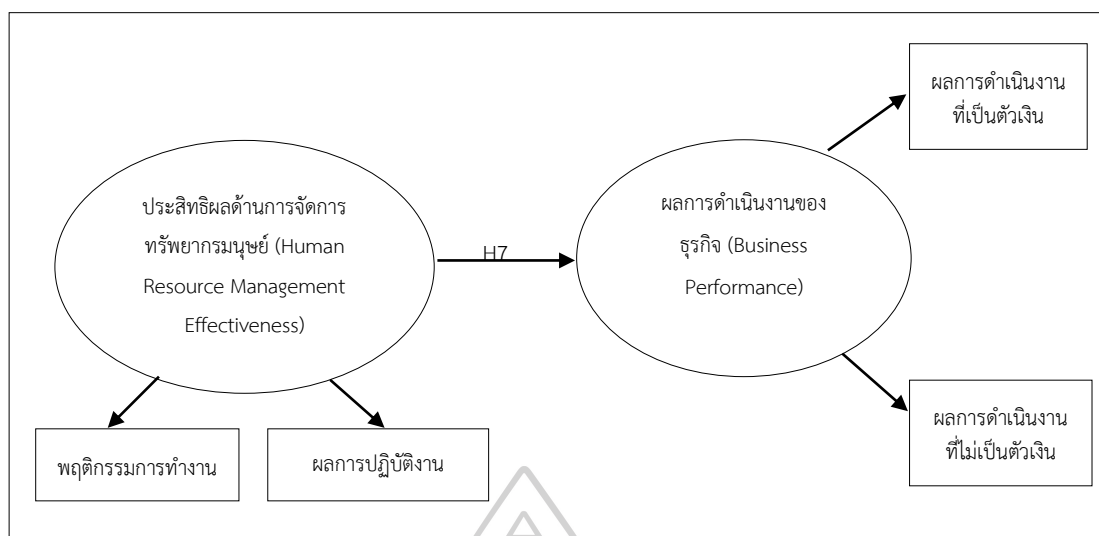 ผลการดำเนินงาน
ที่เป็นตัวเงิน
ประสิทธิผลด้านการจัดการ
ทรัพยากรมนุษย์ (Human
Resource Management
Effectiveness)
H7
ผลการดำเนินงานของ
ธุรกิจ (Business
Performance)
ผลการดำเนินงาน
ที่ไม่เป็นตัวเงิน
พฤติกรรมการทำงาน
ผลการปฏิบัติงาน